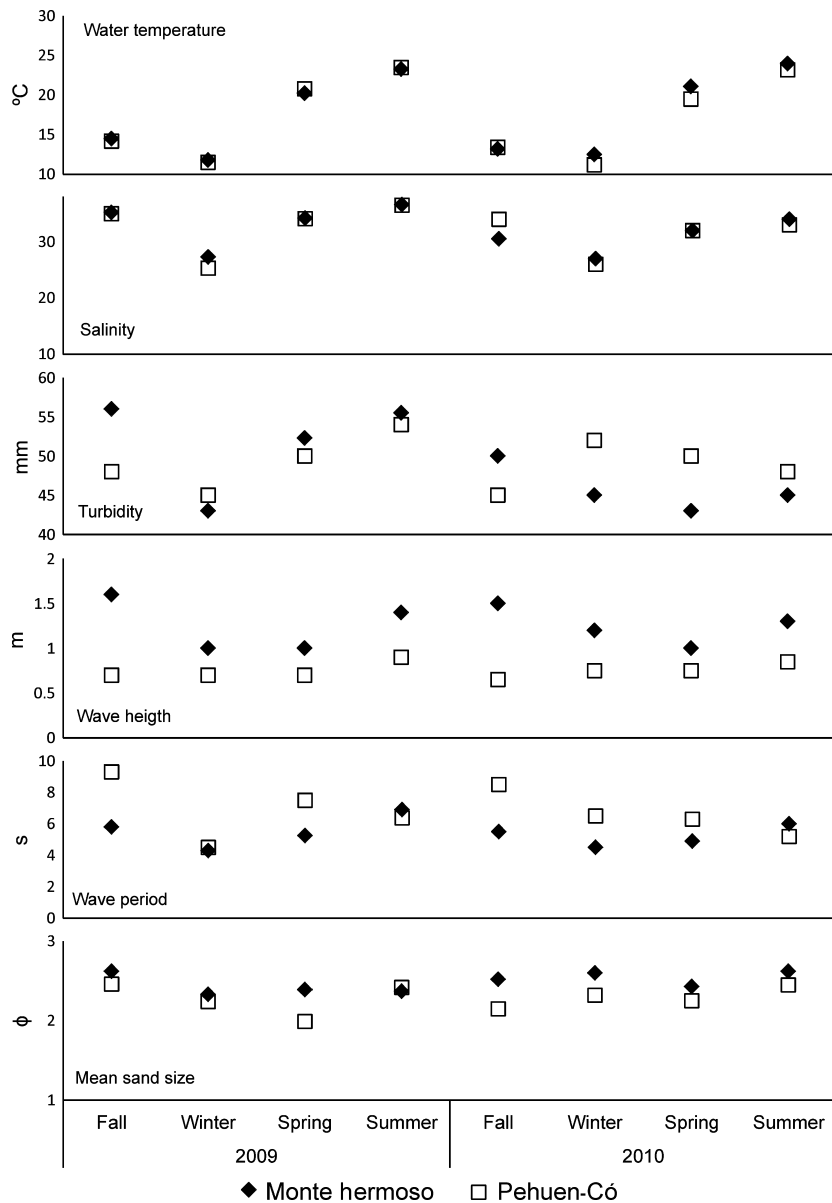 30
Water temperature
25
ºC
20
15
10
30
20
Salinity
10
60
55
mm
50
45
Turbidity
40
2
1.5
m
1
0.5
Wave heigth
0
10
8
6
s
4
2
Wave period
0
3
ϕ
2
Mean sand size
1
Fall Winter Spring Summer Fall Winter Spring Summer
2009 2010
Monte hermoso Pehuen-Có